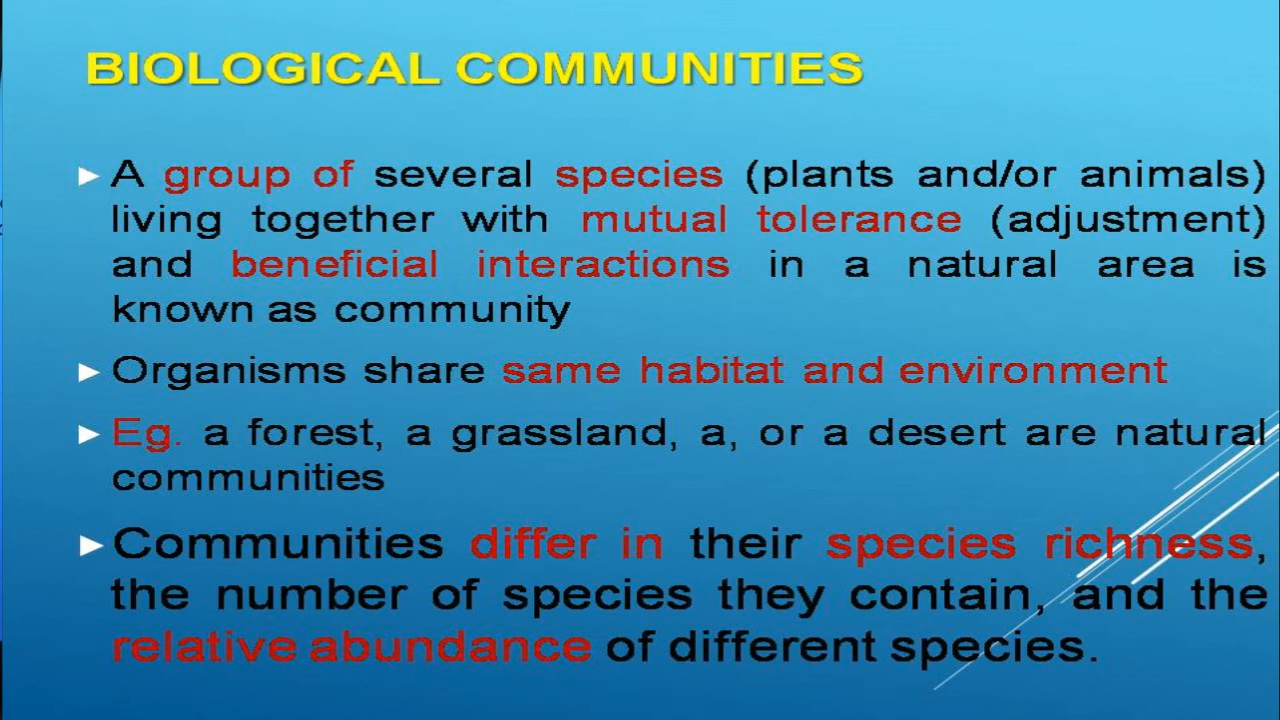 BIOLOGICAL COMMUNITIES
A group of several species (plants and/or animals)
living together with mutual tolerance (adjustment)
and beneficial interactions in a natural area is
known as community
Organisms share same habitat and environment
Eg. a forest, a grassland, a, or a desert are natural
communities
Communities differ in their species richness,
the number of species they contain, and the
relative abundance of different species.